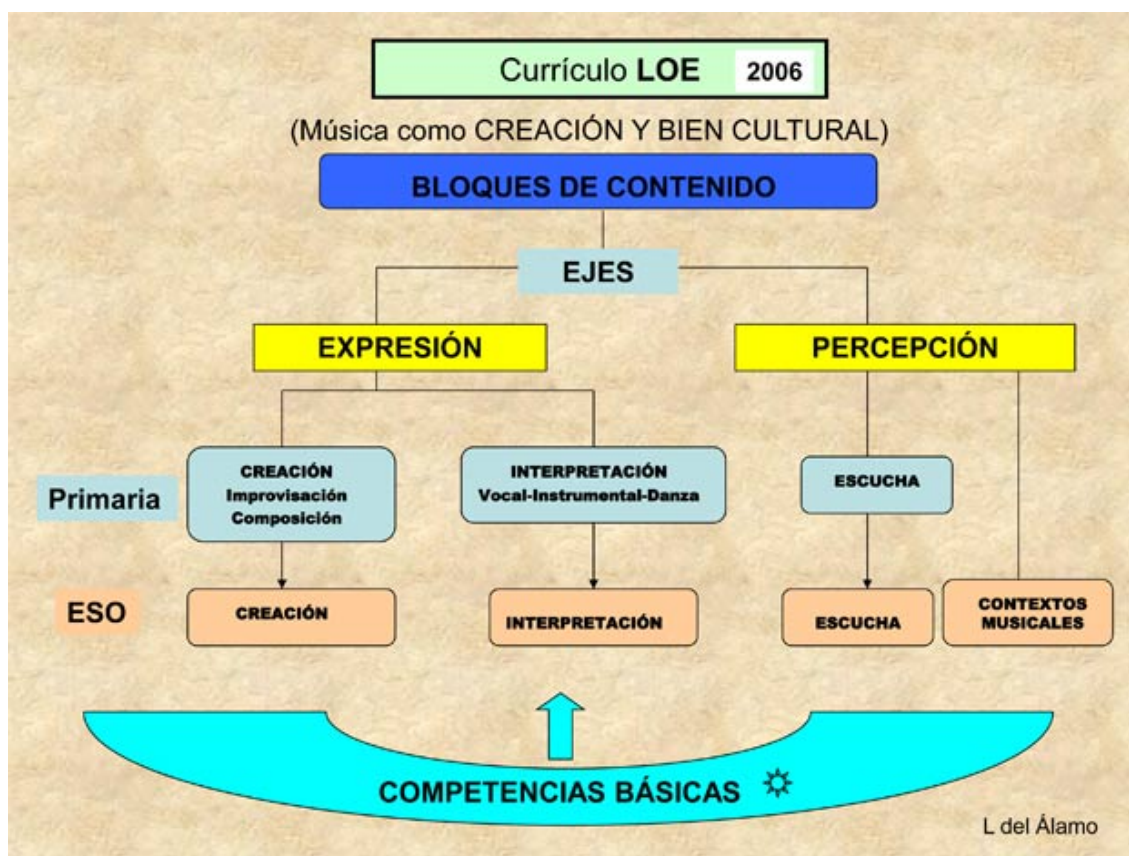 Currículo LOE 2006
(Música como CREACIÓN Y BIEN CULTURAL)
BLOQUES DE CONTENIDO
EJES
EXPRESIÓN
PERCEPCIÓN
Primaria
CREACIÓN
Improvisación
Composición
INTERPRETACIÓN
Vocal-Instrumental-Danza
ESCUCHA
ESO
CREACIÓN
INTERPRETACIÓN
ESCUCHA
CONTEXTOS
MUSICALES
COMPETENCIAS BÁSICAS
L del Álamo